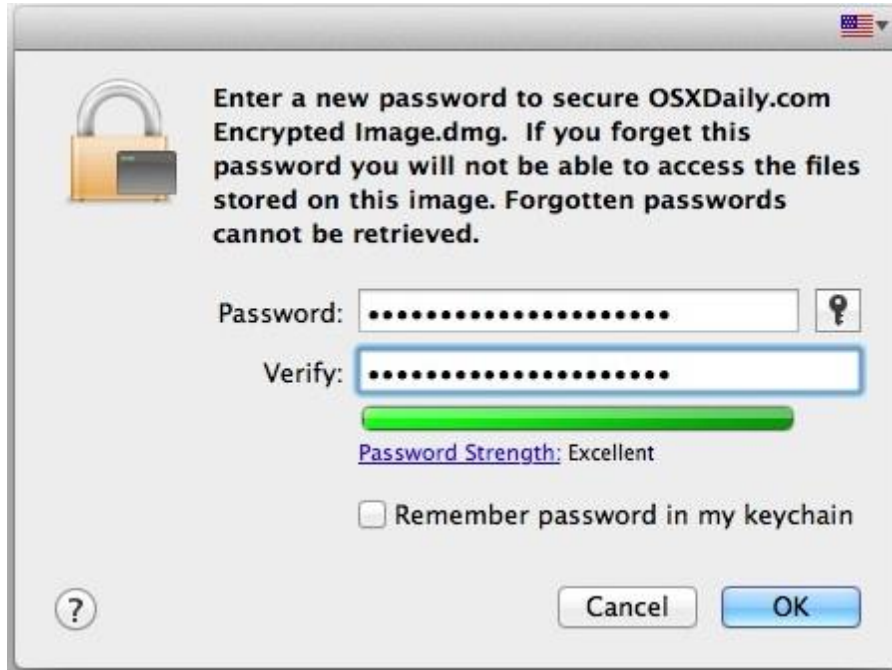 Enter a new password to secure OSXDaily.com
Encrypted Image.dmg. If you forget this
password you will not be able to access the files
stored on this image. Forgotten passwords
cannot be retrieved.
Password: •••••••••••••••••••••
Verify: •••••••••••••••••••••
Password Strength: Excellent
Remember password in my keychain
?
Cancel
OK